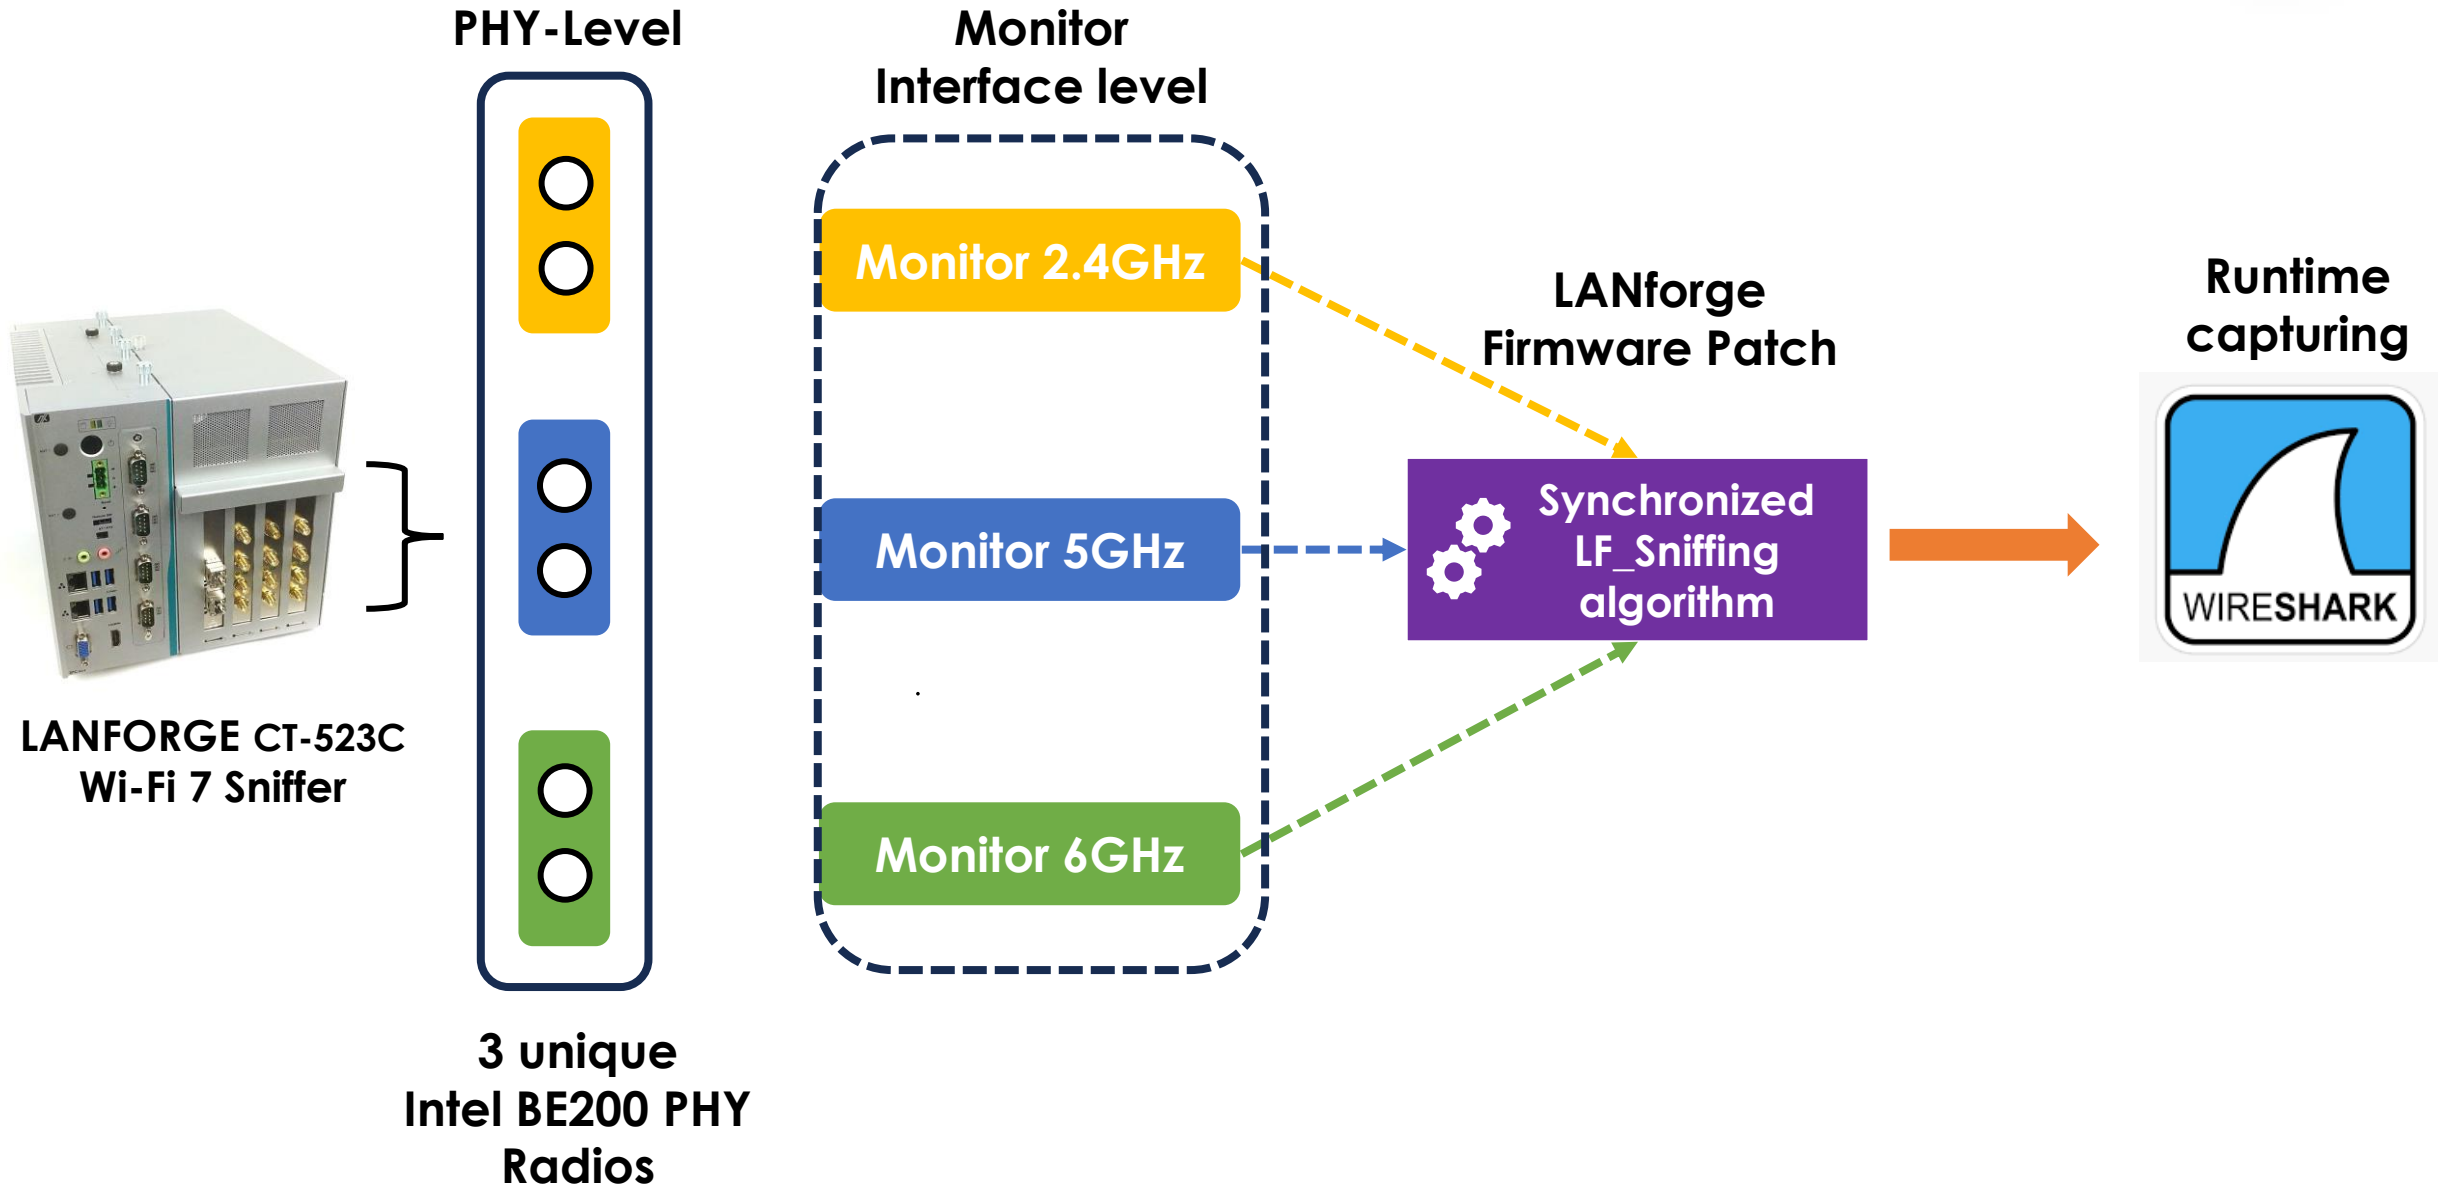 PHY-Level
Monitor
Interface level
Monitor 2.4GHz
Monitor 5GHz
Monitor 6GHz
LANforge
Firmware Patch
Synchronized
LF_Sniffing
algorithm
Runtime
capturing
WIRESHARK
LANFORGE CT-523C
Wi-Fi 7 Sniffer
3 unique
Intel BE200 PHY
Radios